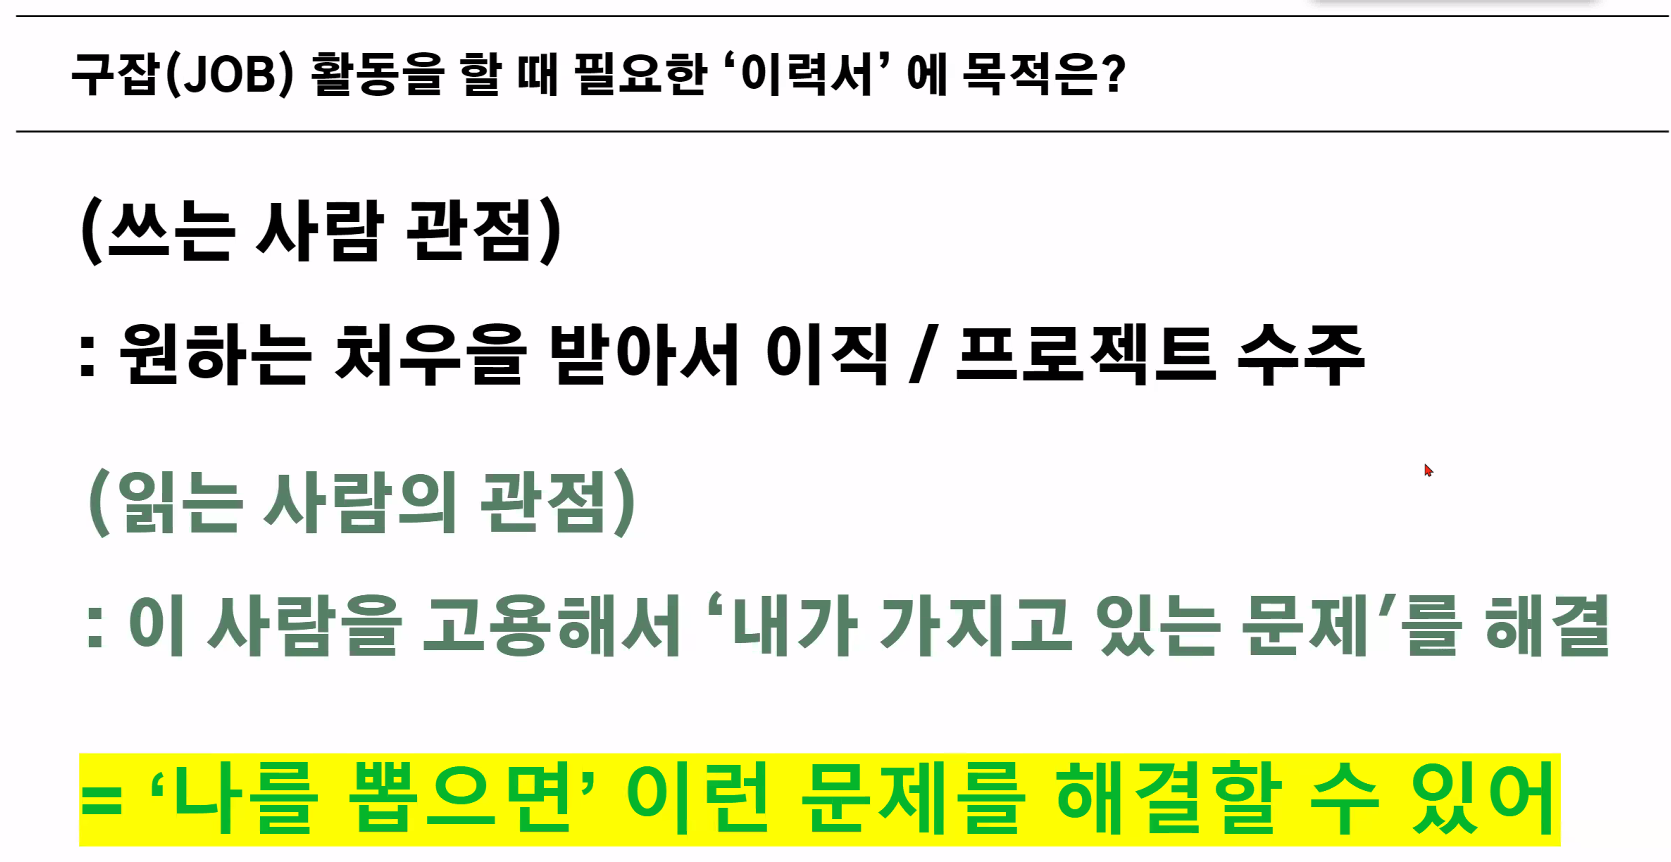 구잡(JOB) 활동을 할 때 필요한 ‘이력서’ 에 목적은?
(쓰는 사람 관점)
: 원하는 처우을 받아서 이직 / 프로젝트 수주
(읽는 사람의 관점)
: 이 사람을 고용해서 ‘내가 가지고 있는 문제’를 해결
= ‘나를 뽑으면’ 이런 문제를 해결할 수 있어